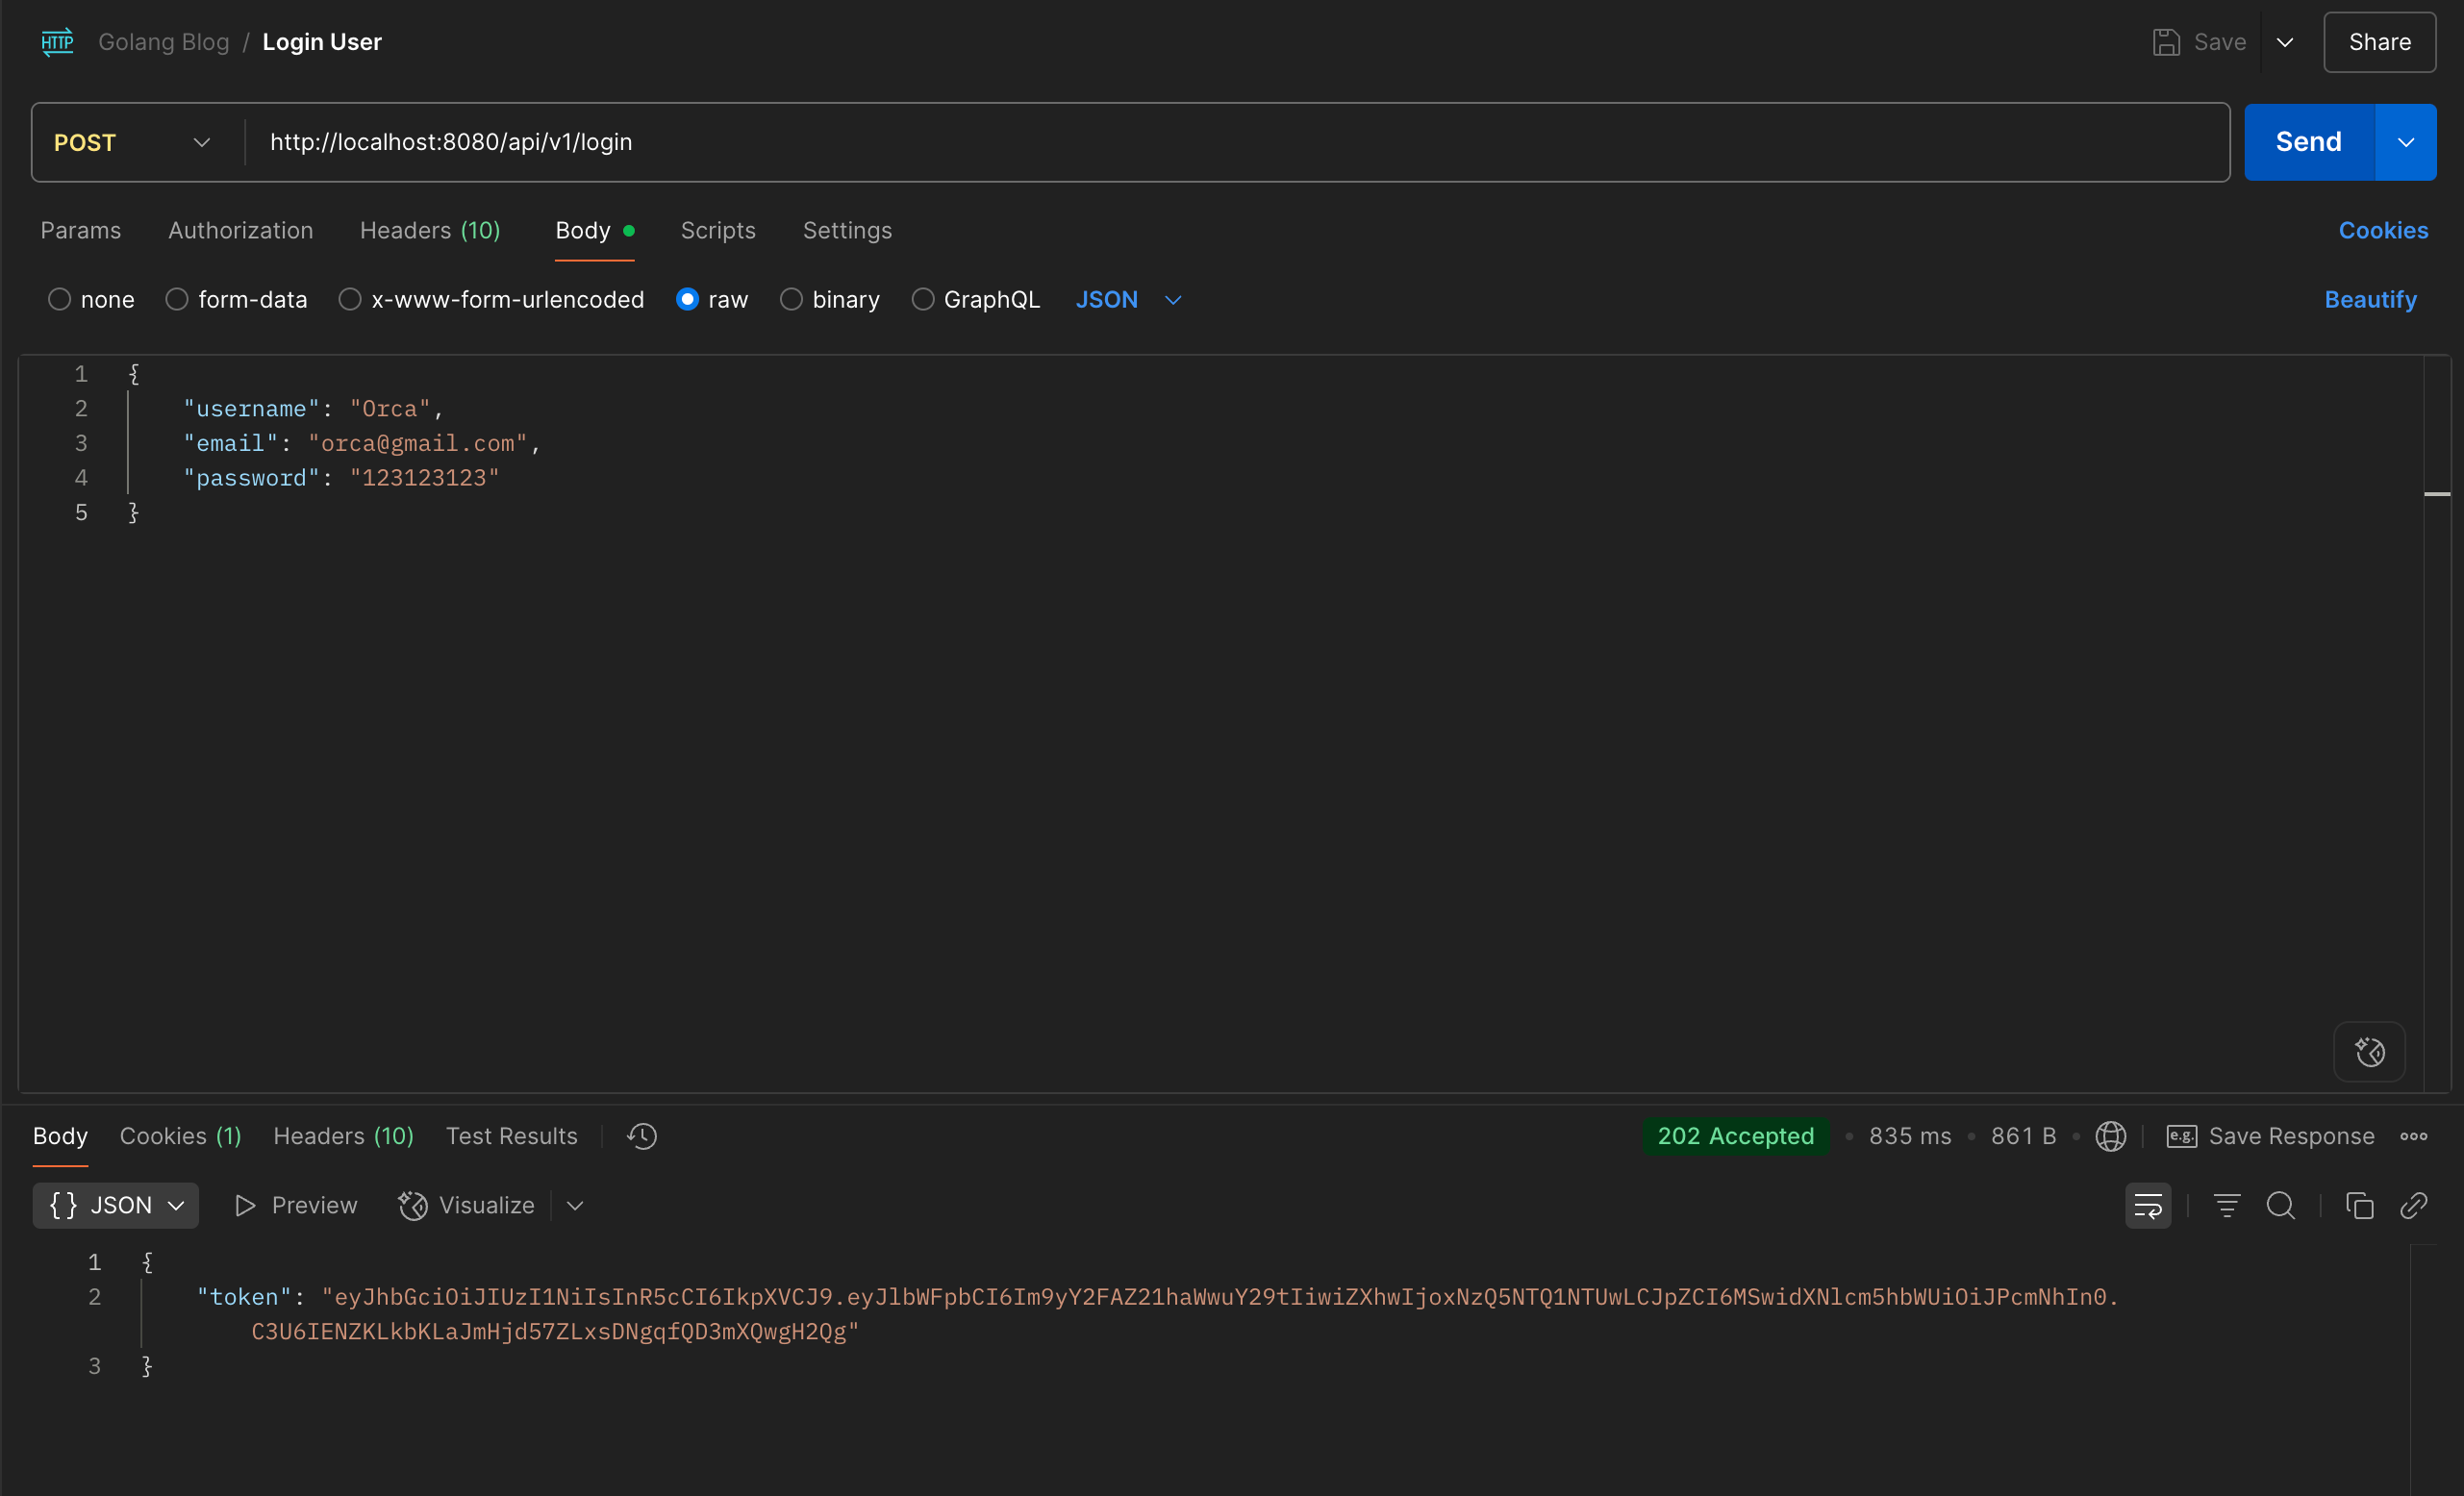 HTTP Golang Blog / Login User Save Share
POST http://localhost:8080/api/v1/login Send
Params Authorization Headers (10) Body Scripts Settings Cookies
none form-data x-www-form-urlencoded raw binary GraphQL JSON Beautify
1 {
2 "username": "Orca",
3 "email": "orca@gmail.com",
4 "password": "123123123"
5 }
Body Cookies (1) Headers (10) Test Results 202 Accepted • 835 ms • 861 B • e.g. Save Response
{} JSON Preview Visualize
1 {
2 "token": "eyJhbGciOiJIUzI1NiIsInR5cCI6IkpXVCJ9.eyJlbWFpbCI6Im9yY2FAZ21haWwuY29tIiwiZXhwIjoxNzQ5NTQ1NTUwLCJpZCI6MSwidXNlcm5hbWUiOiJPcmNhIn0.
C3U6IENZKLkbKLaJmHjd57ZLxsDNgqfQD3mXQwgH2Qg"
3 }